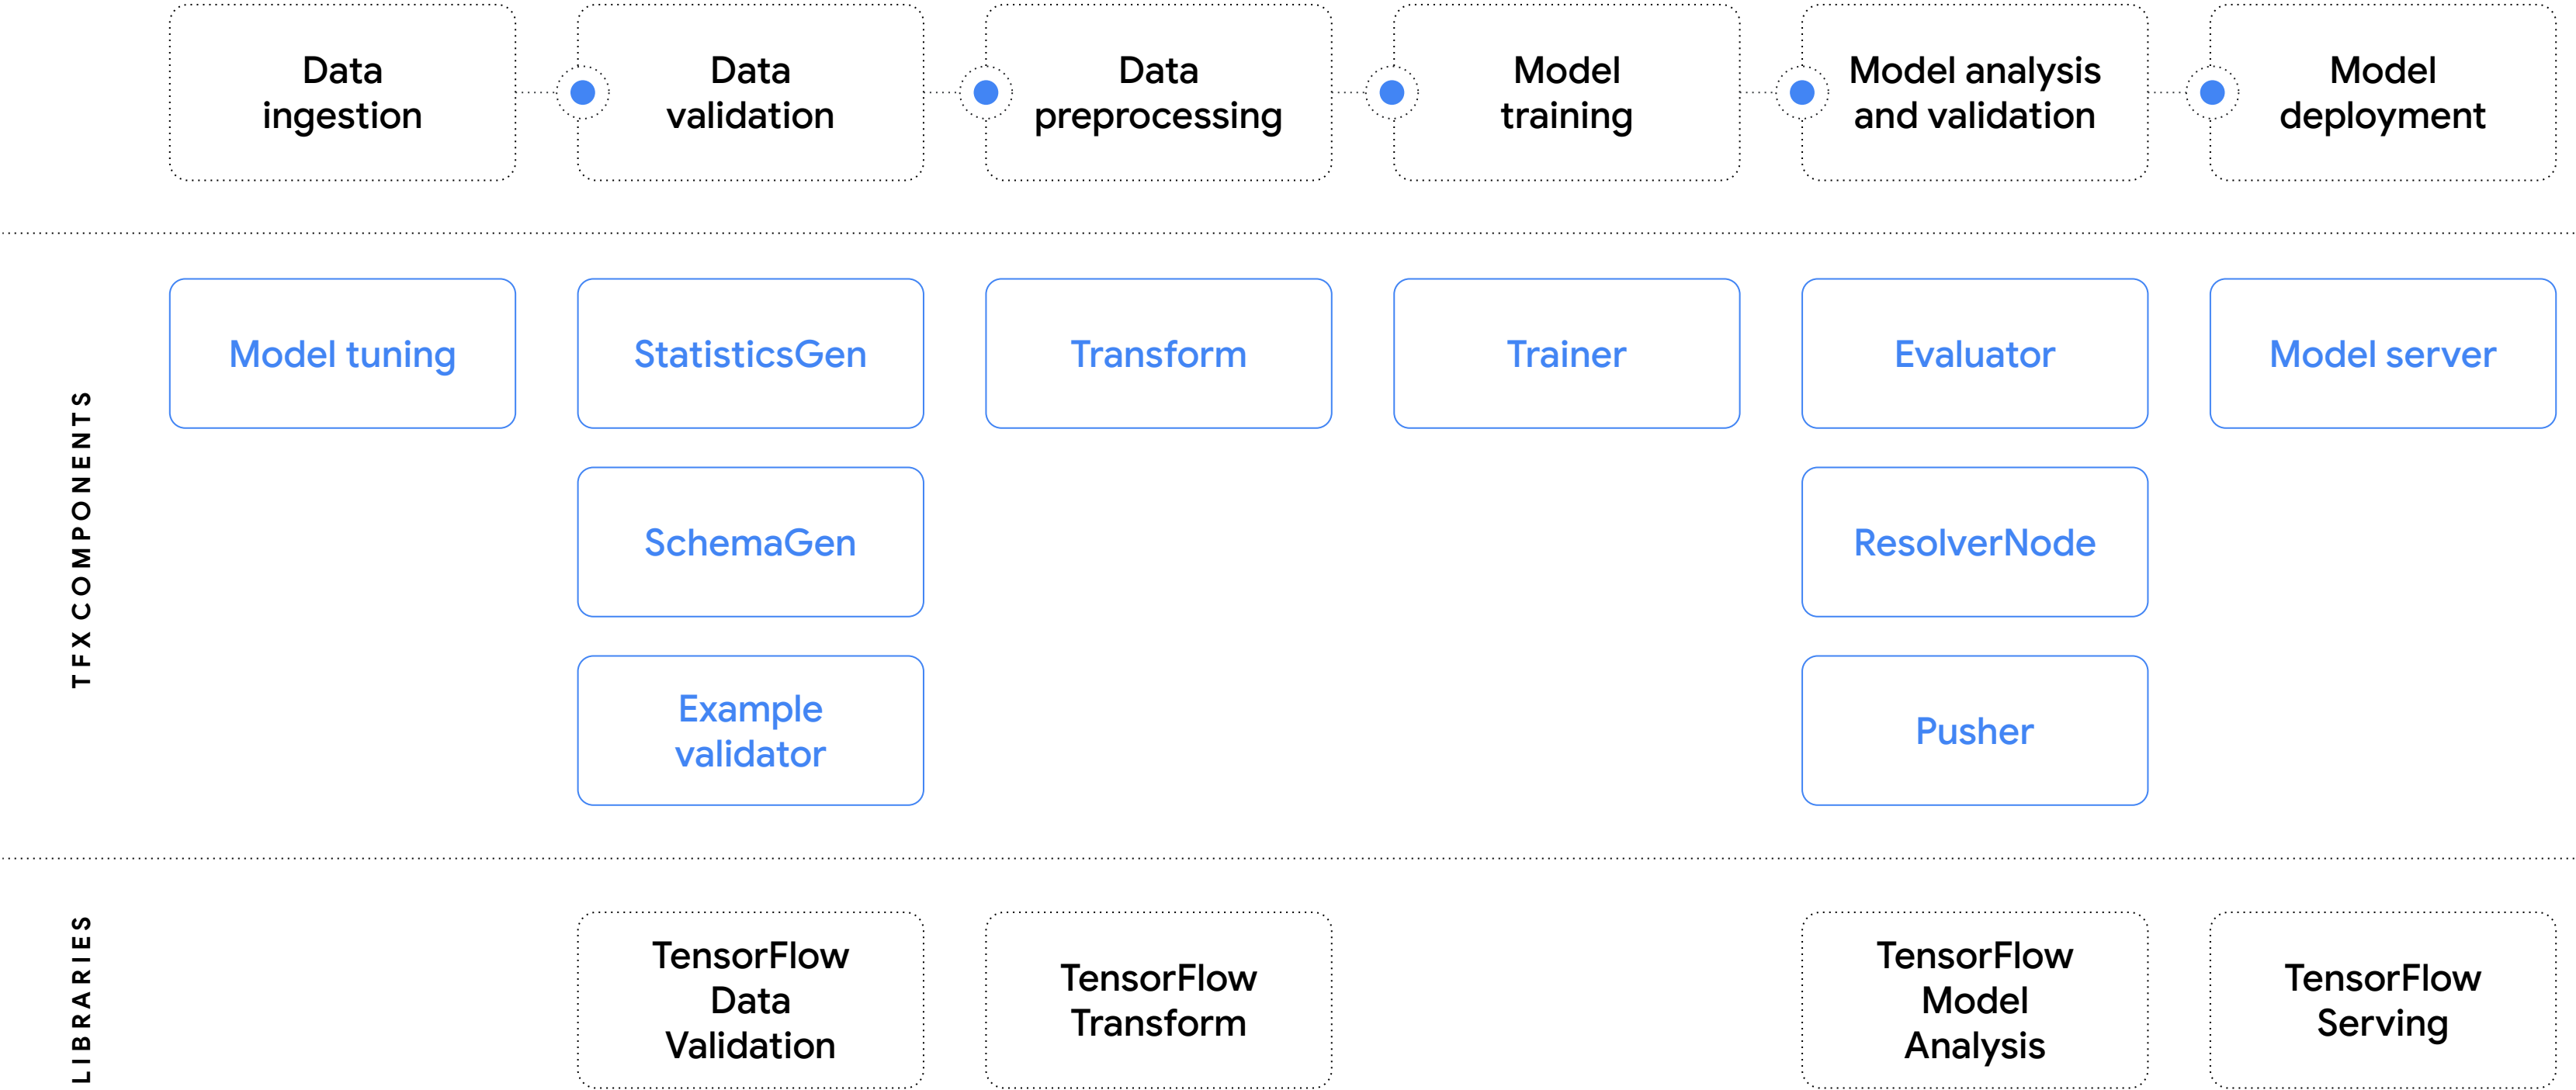 Data
ingestion
Data
validation
Data
preprocessing
Model
training
Model analysis
and validation
Model
deployment
TFX COMPONENTS
Model tuning
StatisticsGen
Transform
Trainer
Evaluator
Model server
SchemaGen
ResolverNode
Example
validator
Pusher
LIBRARIES
TensorFlow
Data
Validation
TensorFlow
Transform
TensorFlow
Model
Analysis
TensorFlow
Serving